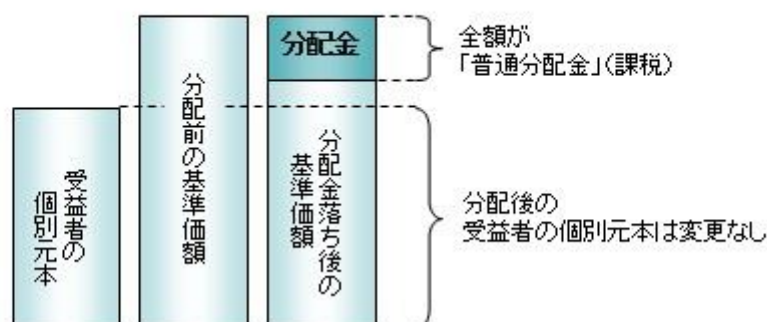 受益者の
個別元本
分配前の基準価額
分配金
分配金落ち後の
基準価額
全額が
「普通分配金」(課税)
分配後の
受益者の個別元本は変更なし